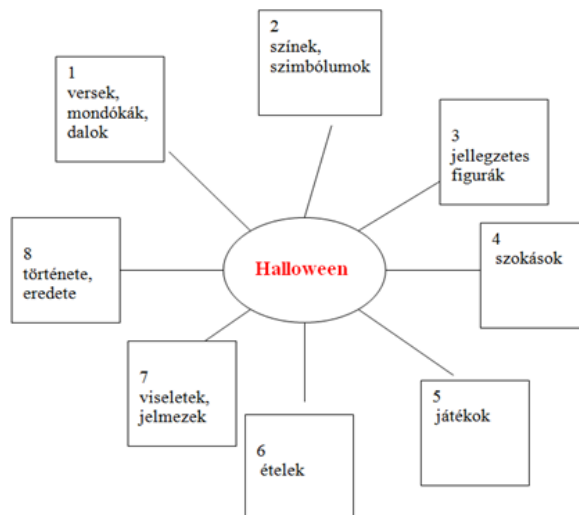 1
versek,
mondókák,
dalok
2
színek,
szimbólumok
3
jellegzetes
figurák
4
szokások
5
játékok
6
ételek
7
viseletek,
jelmezek
8
története,
eredete
Halloween